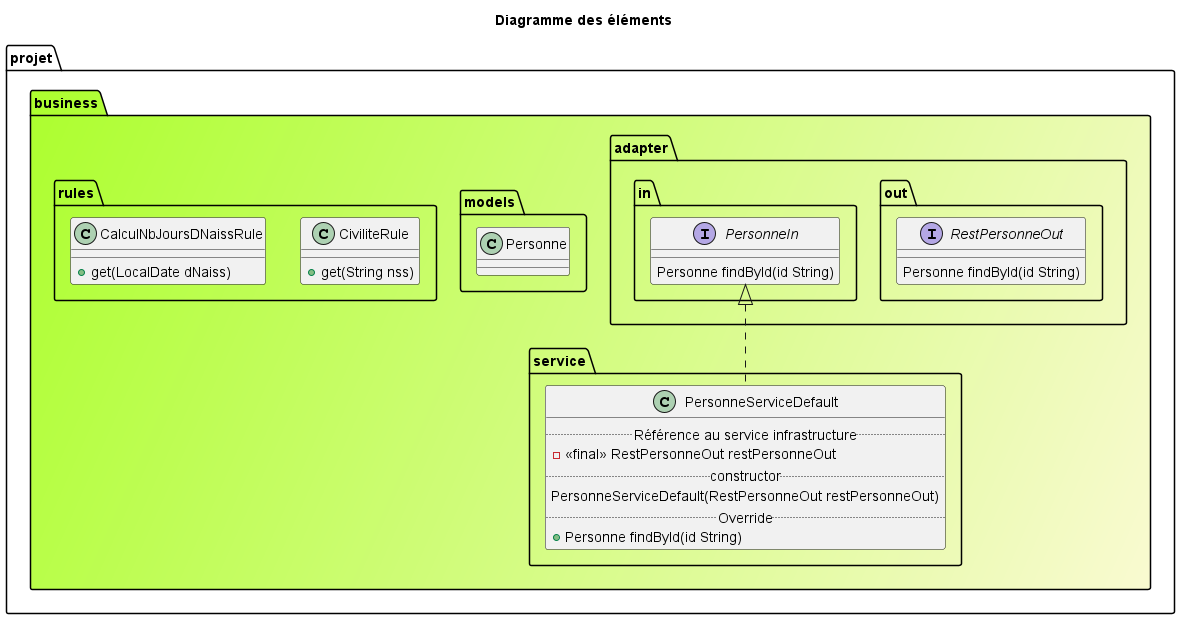 Diagramme des éléments
projet
business
adapter
rules
models
in
out
C CalculNbJoursDNaissRule
get(LocalDate dNaiss)
C CiviliteRule
get(String nss)
C Personne
I PersonneIn
Personne findById(id String)
I RestPersonneOut
Personne findById(id String)
service
C PersonneServiceDefault
Référence au service infrastructure
«final» RestPersonneOut restPersonneOut
constructor
PersonneServiceDefault(RestPersonneOut restPersonneOut)
Override
Personne findById(id String)